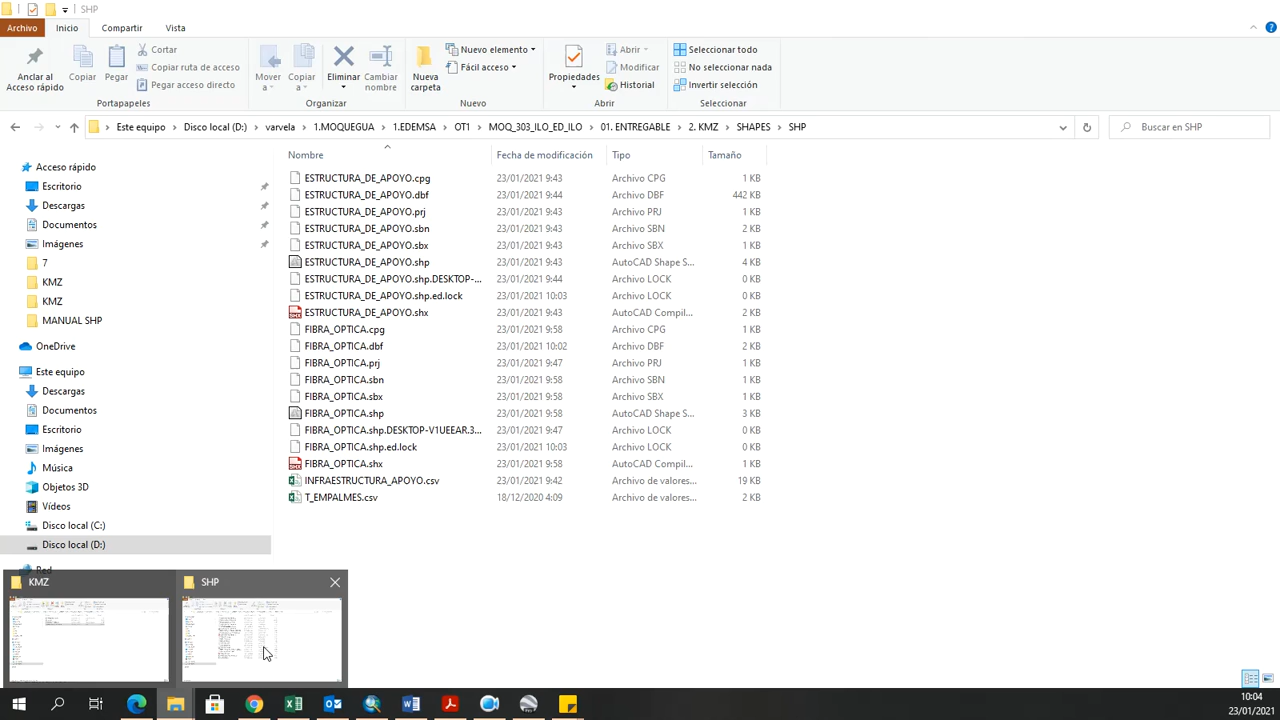 SHP
Archivo Inicio Compartir Vista
Anclar al Acceso rápido
Copiar
Pegar
Cortar
Copiar ruta de acceso
Pegar acceso directo
Portapapeles
Mover a
Copiar a
Eliminar
Cambiar nombre
Organizar
Nueva carpeta
Nuevo elemento
Fácil acceso
Nuevo
Propiedades
Abrir
Modificar
Historial
Abrir
Seleccionar todo
No seleccionar nada
Invertir selección
Seleccionar
Este equipo > Disco local (D:) > varvela > 1.MOQUEGUA > 1.EDEMSA > OT1 > MOQ_303_ILO_ED_ILO > 01. ENTREGABLE > 2. KMZ > SHAPES > SHP
Buscar en SHP
Acceso rápido
Escritorio
Descargas
Documentos
Imágenes
7
KMZ
KMZ
MANUAL SHP
OneDrive
Este equipo
Descargas
Documentos
Escritorio
Imágenes
Música
Objetos 3D
Vídeos
Disco local (C:)
Disco local (D:)
Red
Nombre Fecha de modificación Tipo Tamaño
ESTRUCTURA_DE_APOYO.cpg 23/01/2021 9:43 Archivo CPG 1 KB
ESTRUCTURA_DE_APOYO.dbf 23/01/2021 9:44 Archivo DBF 442 KB
ESTRUCTURA_DE_APOYO.prj 23/01/2021 9:43 Archivo PRJ 1 KB
ESTRUCTURA_DE_APOYO.sbn 23/01/2021 9:43 Archivo SBN 2 KB
ESTRUCTURA_DE_APOYO.sbx 23/01/2021 9:43 Archivo SBX 1 KB
ESTRUCTURA_DE_APOYO.shp 23/01/2021 9:43 AutoCAD Shape S... 4 KB
ESTRUCTURA_DE_APOYO.shp.DESKTOP-... 23/01/2021 9:44 Archivo LOCK 0 KB
ESTRUCTURA_DE_APOYO.shp.ed.lock 23/01/2021 10:03 Archivo LOCK 0 KB
ESTRUCTURA_DE_APOYO.shx 23/01/2021 9:43 AutoCAD Compil... 2 KB
FIBRA_OPTICA.cpg 23/01/2021 9:58 Archivo CPG 1 KB
FIBRA_OPTICA.dbf 23/01/2021 10:02 Archivo DBF 2 KB
FIBRA_OPTICA.prj 23/01/2021 9:47 Archivo PRJ 1 KB
FIBRA_OPTICA.sbn 23/01/2021 9:58 Archivo SBN 1 KB
FIBRA_OPTICA.sbx 23/01/2021 9:58 Archivo SBX 1 KB
FIBRA_OPTICA.shp 23/01/2021 9:58 AutoCAD Shape S... 3 KB
FIBRA_OPTICA.shp.DESKTOP-V1UEEAR.3... 23/01/2021 9:47 Archivo LOCK 0 KB
FIBRA_OPTICA.shp.ed.lock 23/01/2021 10:03 Archivo LOCK 0 KB
FIBRA_OPTICA.shx 23/01/2021 9:58 AutoCAD Compil... 1 KB
INFRAESTRUCTURA_APOYO.csv 23/01/2021 9:42 Archivo de valores... 19 KB
T_EMPALMES.csv 18/12/2020 4:09 Archivo de valores... 2 KB
KMZ
SHP
10:04
23/01/2021